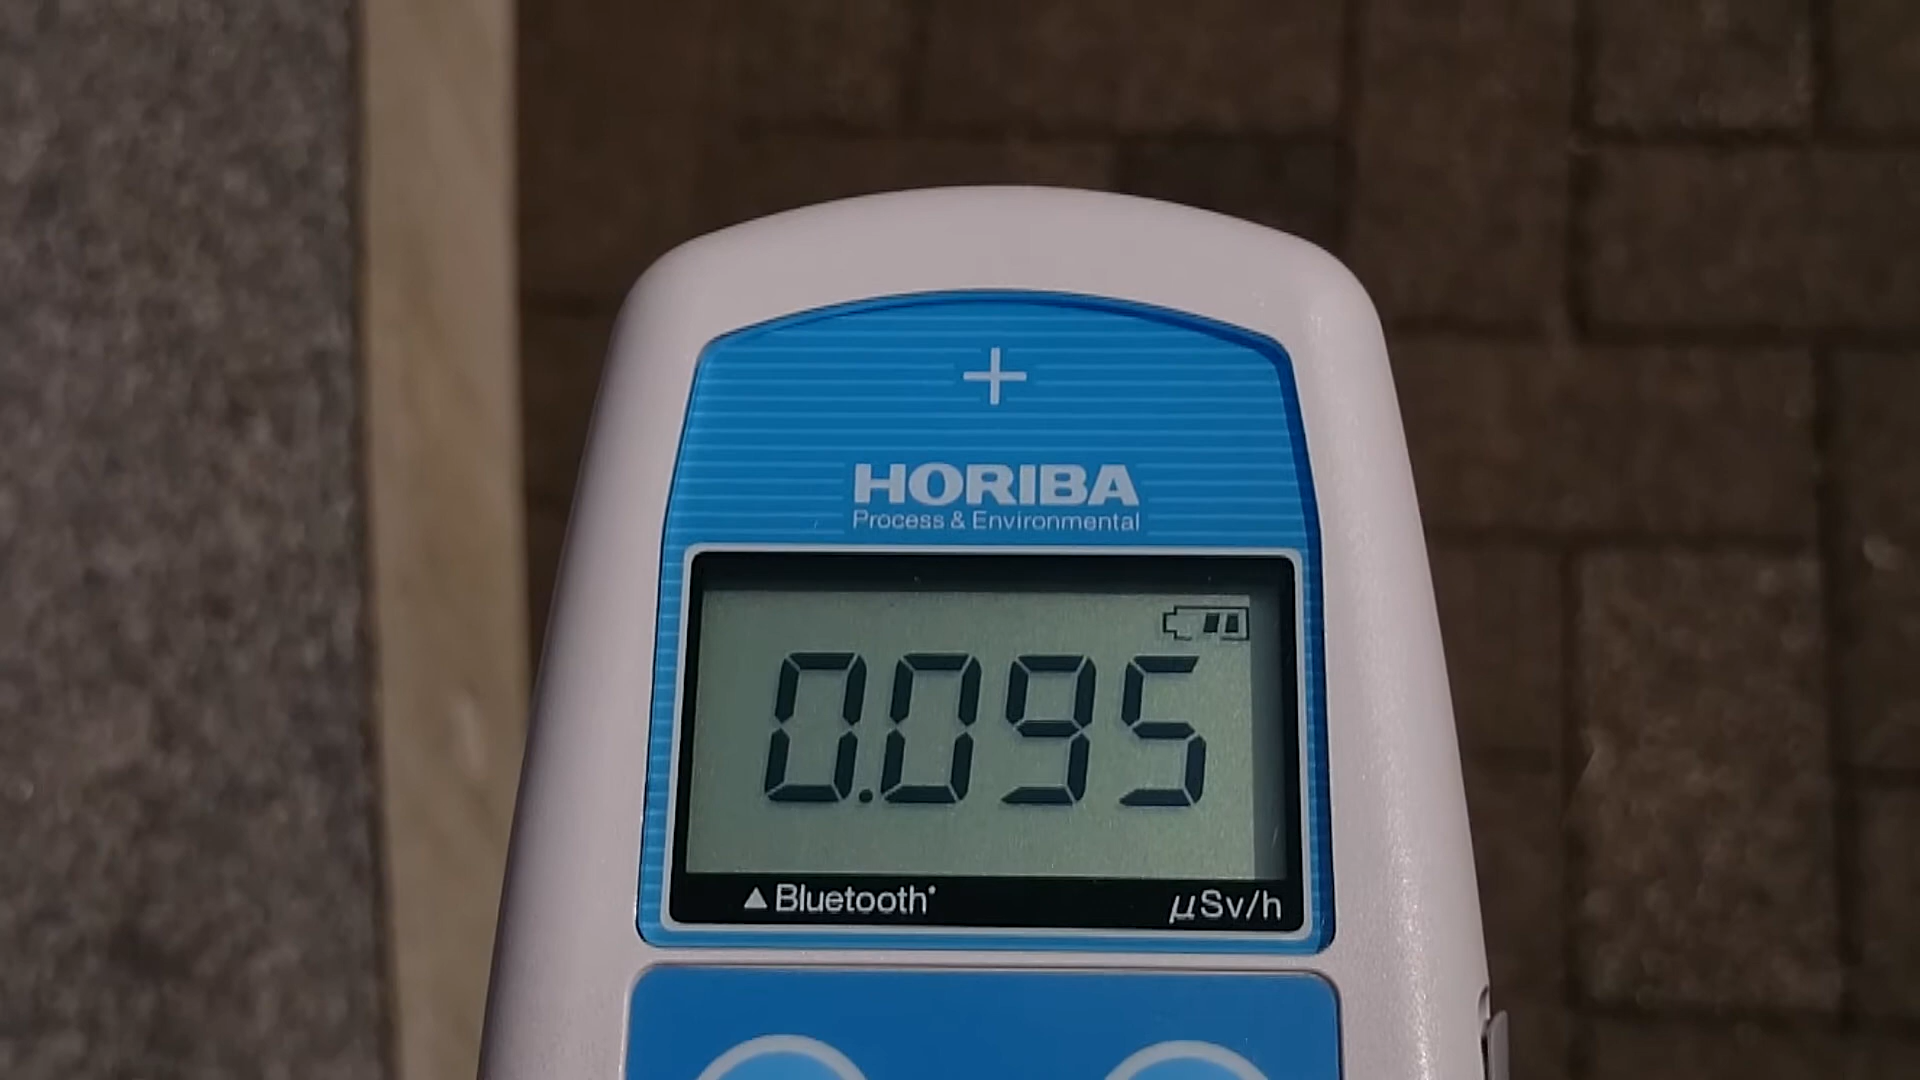 HORIBA
Process & Environmental
0.095
▲Bluetooth®
μSv/h